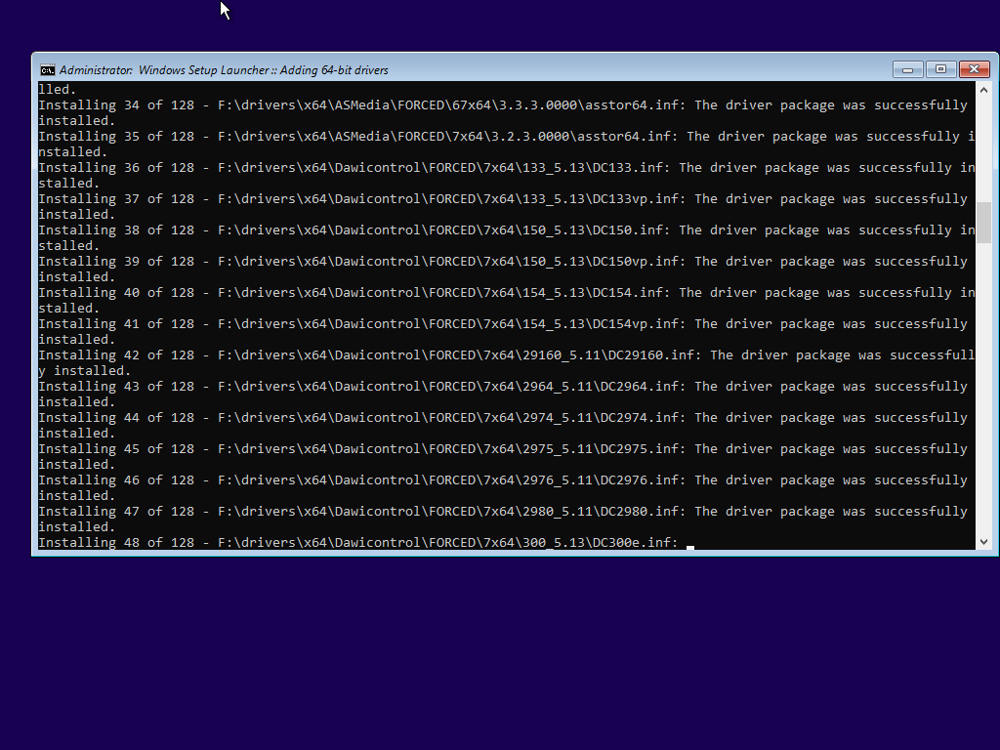 Administrator:  Windows Setup Launcher :: Adding 64-bit drivers
lled.
Installing 34 of 128 - F:\drivers\x64\ASMedia\FORCED\67x64\3.3.3.0000\asstor64.inf: The driver package was successfully
installed.
Installing 35 of 128 - F:\drivers\x64\ASMedia\FORCED\7x64\3.2.3.0000\asstor64.inf: The driver package was successfully i
nstalled.
Installing 36 of 128 - F:\drivers\x64\Dawicontrol\FORCED\7x64\133_5.13\DC133.inf: The driver package was successfully in
stalled.
Installing 37 of 128 - F:\drivers\x64\Dawicontrol\FORCED\7x64\133_5.13\DC133vp.inf: The driver package was successfully
installed.
Installing 38 of 128 - F:\drivers\x64\Dawicontrol\FORCED\7x64\150_5.13\DC150.inf: The driver package was successfully in
stalled.
Installing 39 of 128 - F:\drivers\x64\Dawicontrol\FORCED\7x64\150_5.13\DC150vp.inf: The driver package was successfully
installed.
Installing 40 of 128 - F:\drivers\x64\Dawicontrol\FORCED\7x64\154_5.13\DC154.inf: The driver package was successfully in
stalled.
Installing 41 of 128 - F:\drivers\x64\Dawicontrol\FORCED\7x64\154_5.13\DC154vp.inf: The driver package was successfully
installed.
Installing 42 of 128 - F:\drivers\x64\Dawicontrol\FORCED\7x64\29160_5.11\DC29160.inf: The driver package was successfull
y installed.
Installing 43 of 128 - F:\drivers\x64\Dawicontrol\FORCED\7x64\2964_5.11\DC2964.inf: The driver package was successfully
installed.
Installing 44 of 128 - F:\drivers\x64\Dawicontrol\FORCED\7x64\2974_5.11\DC2974.inf: The driver package was successfully
installed.
Installing 45 of 128 - F:\drivers\x64\Dawicontrol\FORCED\7x64\2975_5.11\DC2975.inf: The driver package was successfully
installed.
Installing 46 of 128 - F:\drivers\x64\Dawicontrol\FORCED\7x64\2976_5.11\DC2976.inf: The driver package was successfully
installed.
Installing 47 of 128 - F:\drivers\x64\Dawicontrol\FORCED\7x64\2980_5.11\DC2980.inf: The driver package was successfully
installed.
Installing 48 of 128 - F:\drivers\x64\Dawicontrol\FORCED\7x64\300_5.13\DC300e.inf: